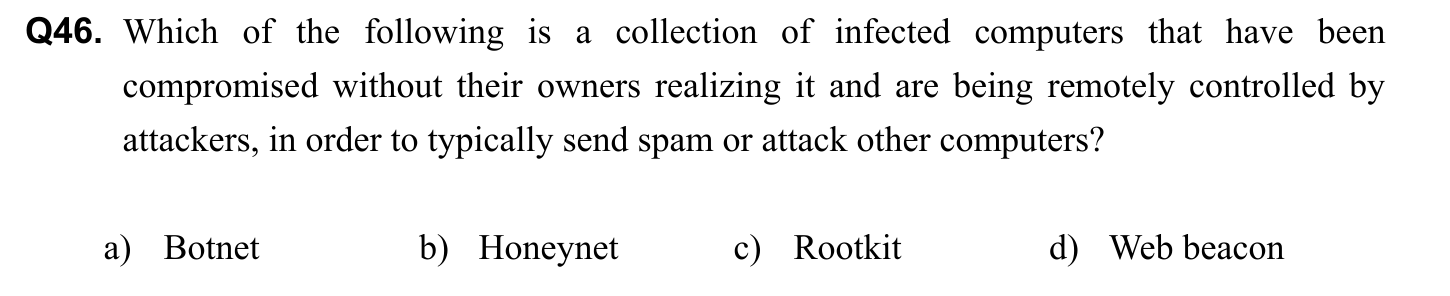 Q46. Which of the following is a collection of infected computers that have been
compromised without their owners realizing it and are being remotely controlled by
attackers, in order to typically send spam or attack other computers?
a) Botnet b) Honeynet c) Rootkit d) Web beacon